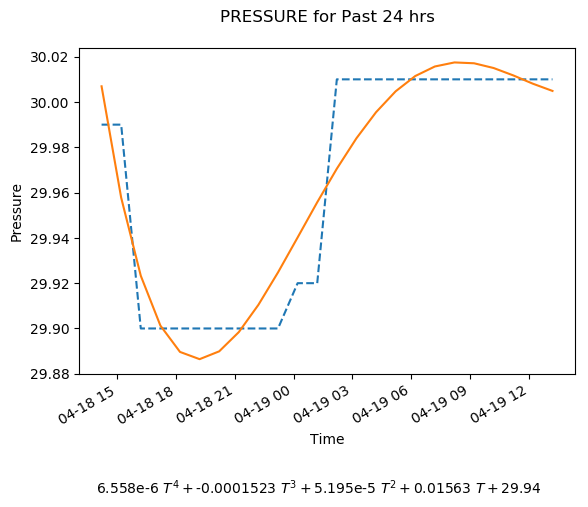 PRESSURE for Past 24 hrs
30.02
30.00
29.98
29.96
29.94
29.92
29.90
29.88
Pressure
04-18 15 04-18 18 04-18 21 04-19 00 04-19 03 04-19 06 04-19 09 04-19 12
Time
6.558e-6 T⁴ + -0.0001523 T³ + 5.195e-5 T² + 0.01563 T + 29.94